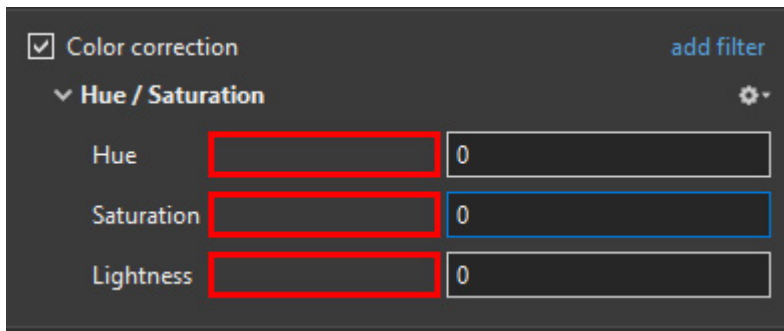 Color correction add filter
Hue / Saturation
Hue 0
Saturation 0
Lightness 0